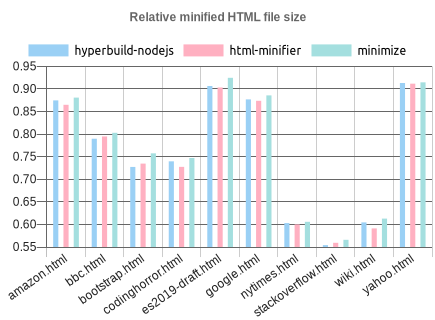 Relative minified HTML file size
hyperbuild-nodejs html-minifier minimize
0.95
0.90
0.85
0.80
0.75
0.70
0.65
0.60
0.55
amazon.html
bbc.html
bootstrap.html
codinghorror.html
es2019-draft.html
google.html
nytimes.html
stackoverflow.html
wiki.html
yahoo.html